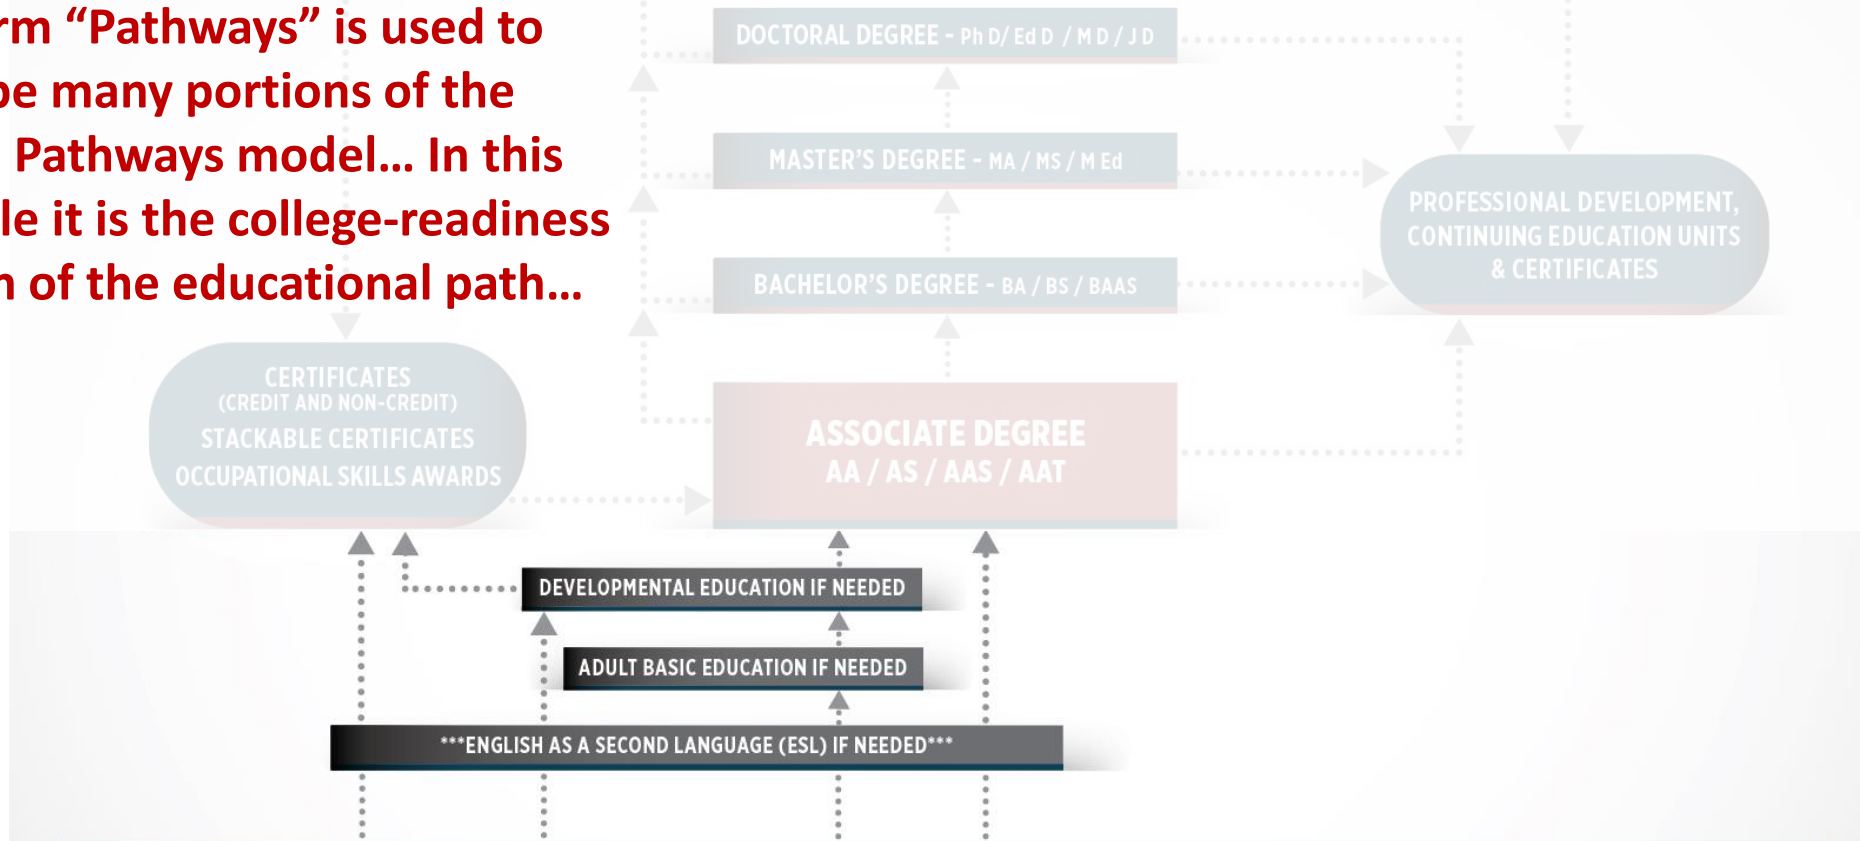 “Pathways” is used to
many portions of the
Pathways model... In this
it is the college-readiness
of the educational path...
DOCTORAL DEGREE - Ph D/ Ed D / M D / J D
MASTER'S DEGREE - MA / MS / M Ed
BACHELOR'S DEGREE - BA / BS / BAAS
PROFESSIONAL DEVELOPMENT,
CONTINUING EDUCATION UNITS
& CERTIFICATES
CERTIFICATES
(CREDIT AND NON-CREDIT)
STACKABLE CERTIFICATES
OCCUPATIONAL SKILLS AWARDS
ASSOCIATE DEGREE
AA / AS / AAS / AAT
DEVELOPMENTAL EDUCATION IF NEEDED
ADULT BASIC EDUCATION IF NEEDED
***ENGLISH AS A SECOND LANGUAGE (ESL) IF NEEDED***